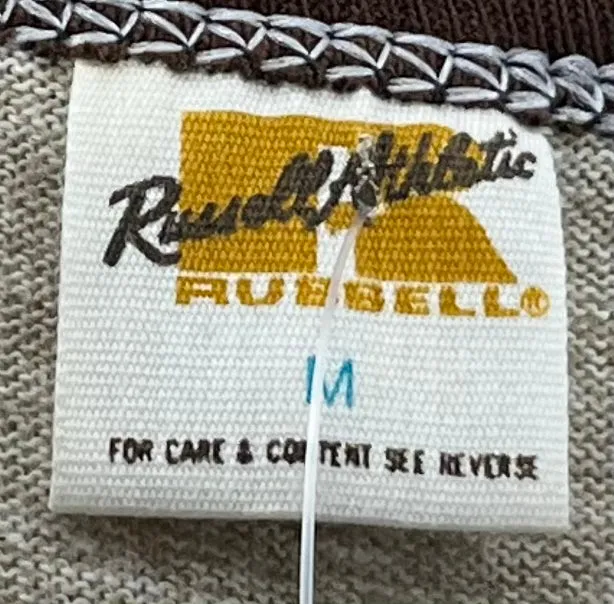 Russell Athletic
RUSSELL®
M
FOR CARE & CONTENT SEE REVERSE